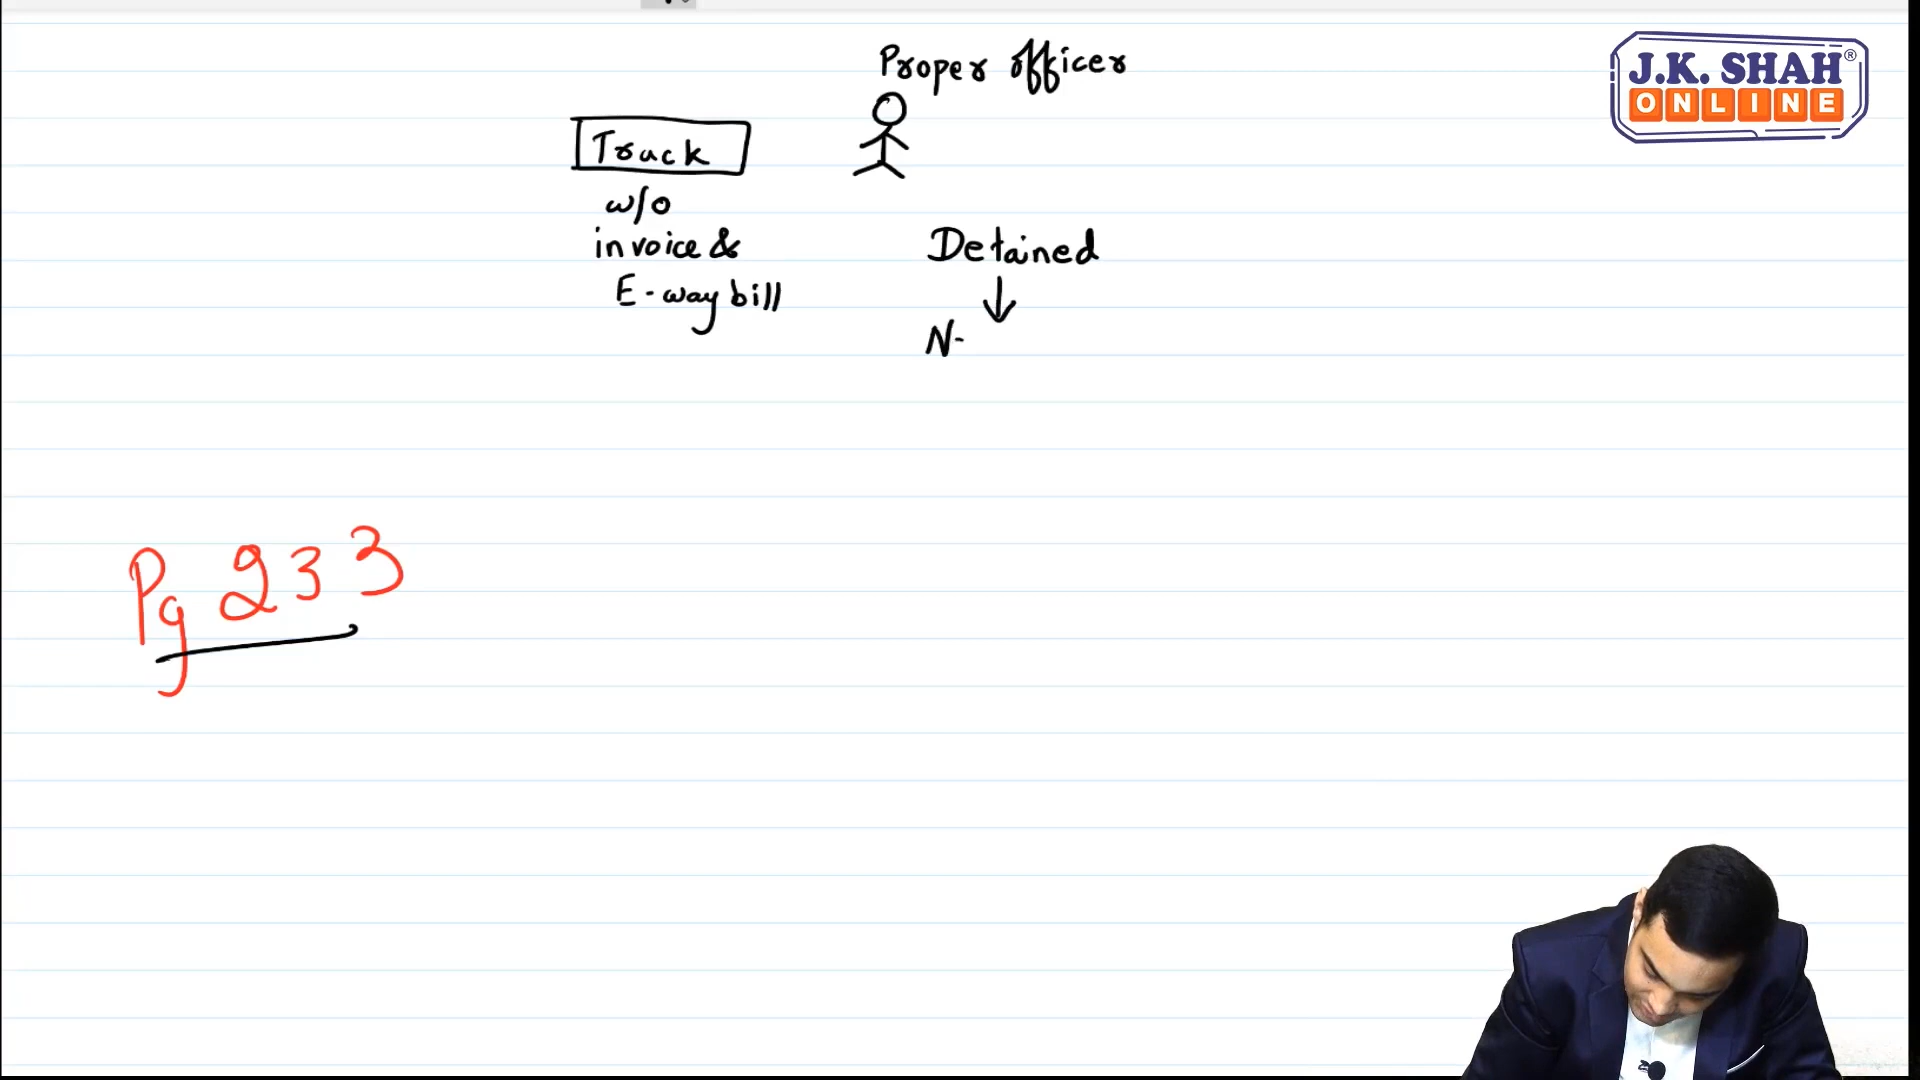 Proper officer
J.K. SHAH®
ONLINE
Truck
w/o
invoice &
E-way bill
Detained
N-
Pg 233